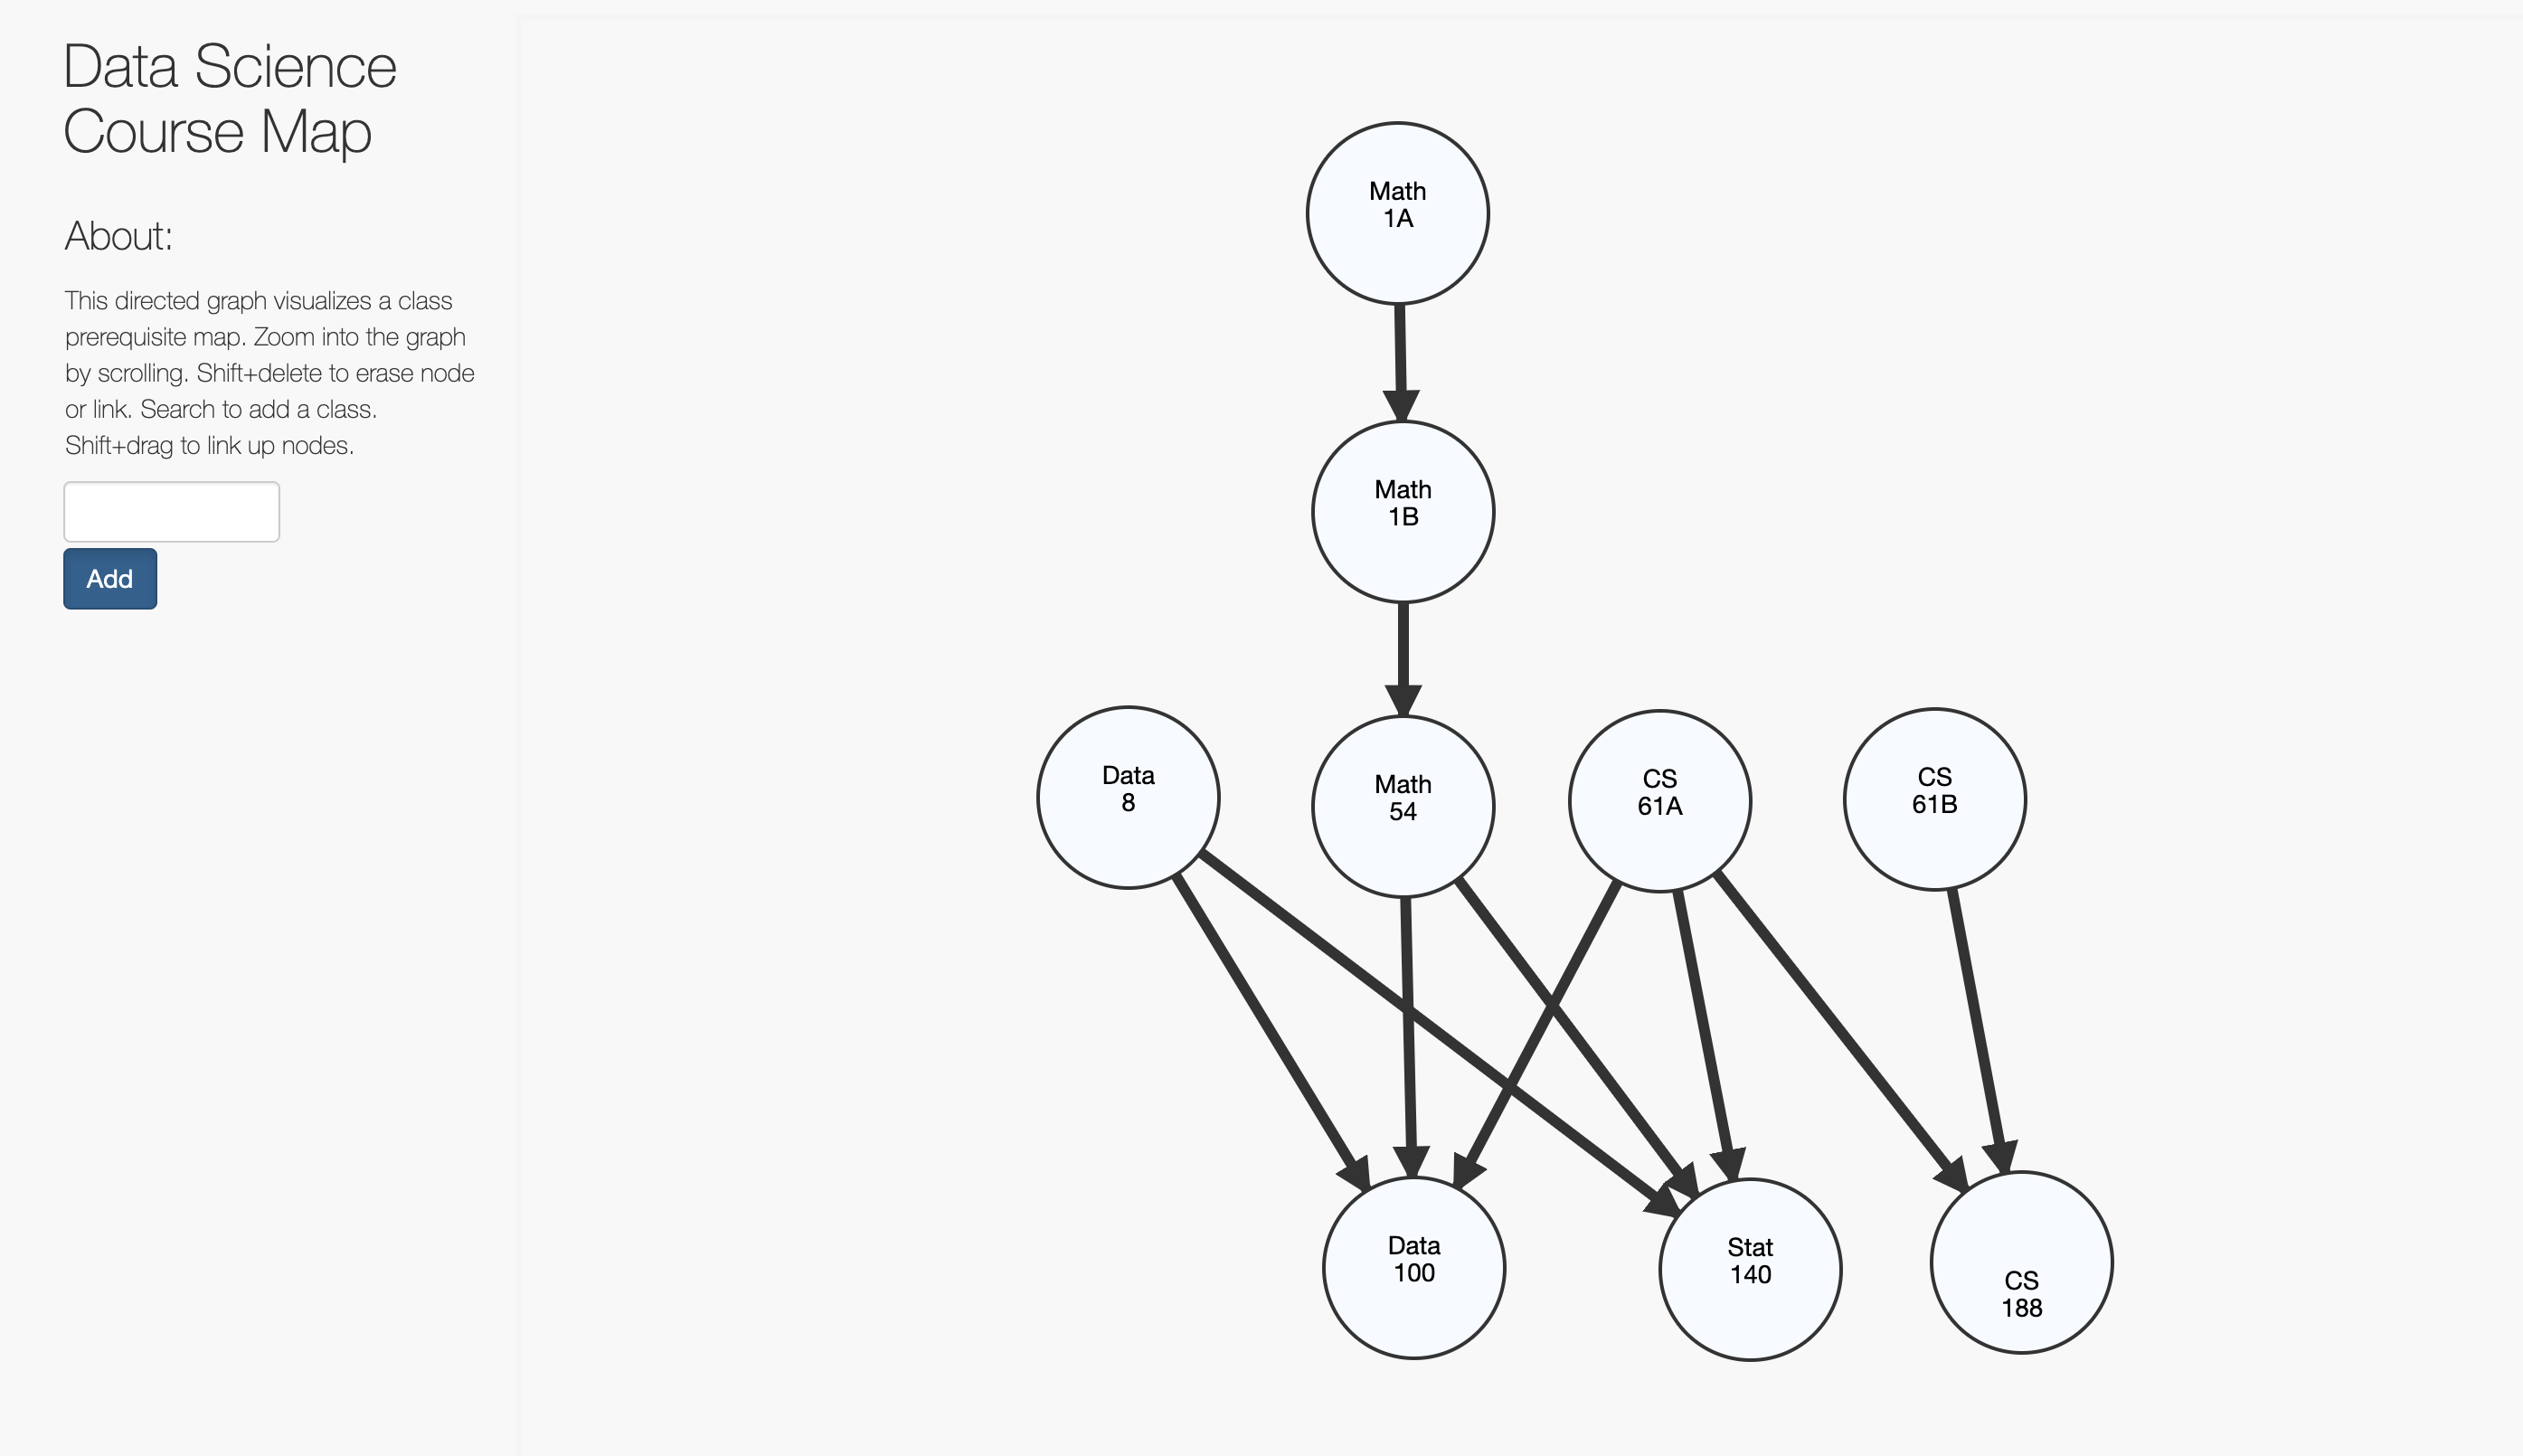 Data Science
Course Map
About:
This directed graph visualizes a class
prerequisite map. Zoom into the graph
by scrolling. Shift+delete to erase node
or link. Search to add a class.
Shift+drag to link up nodes.
Add
Math
1A
Math
1B
Data
8
Math
54
CS
61A
CS
61B
Data
100
Stat
140
CS
188